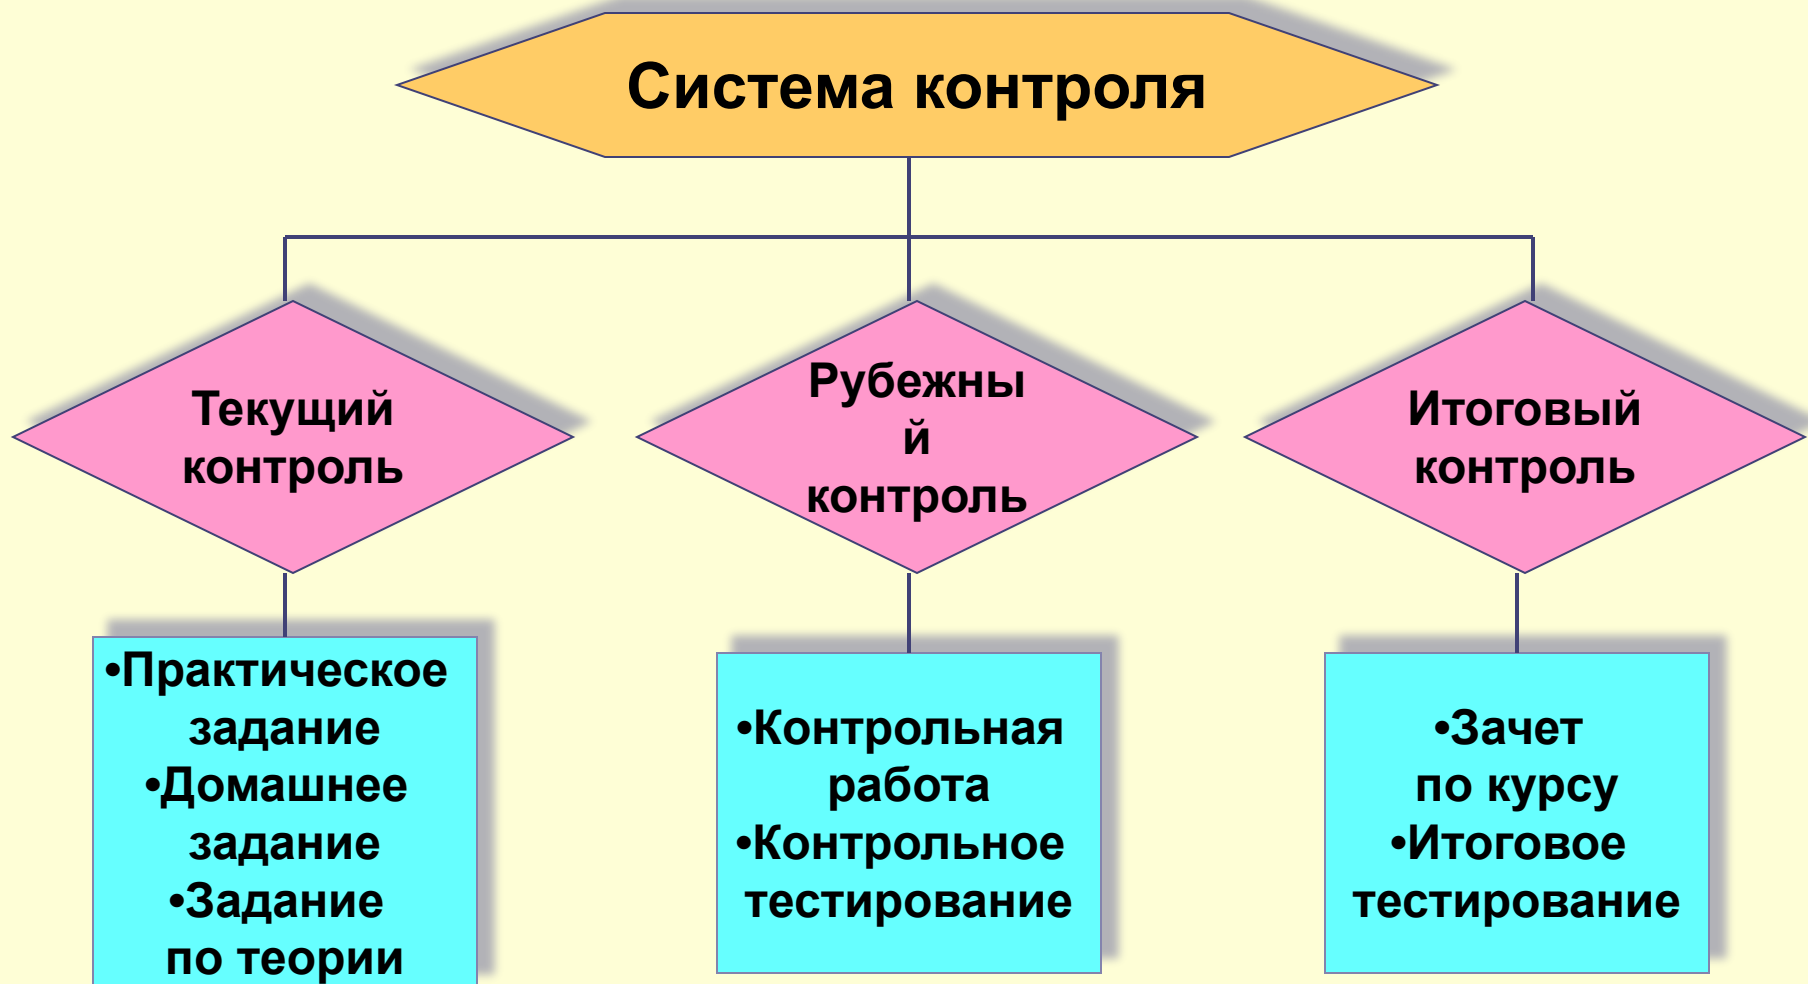 Система контроля
Текущий
контроль
Рубежны
й
контроль
Итоговый
контроль
•Практическое
задание
•Домашнее
задание
•Задание
по теории
•Контрольная
работа
•Контрольное
тестирование
•Зачет
по курсу
•Итоговое
тестирование